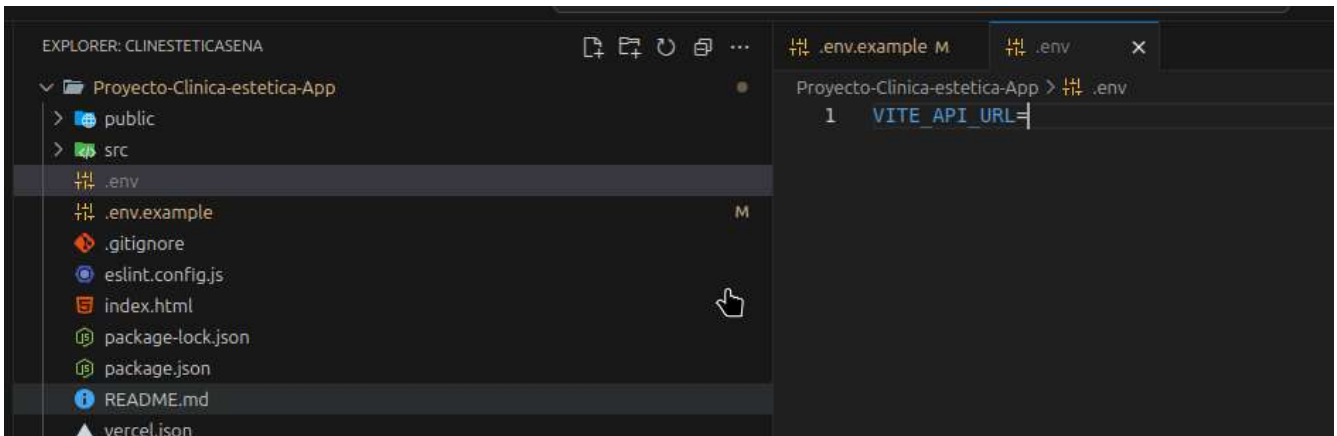 EXPLORER: CLINESTETICASENA
Proyecto-Clinica-estetica-App
public
src
.env
.env.example M
.gitignore
eslint.config.js
index.html
package-lock.json
package.json
README.md
vercel.json
.env.example M .env
Proyecto-Clinica-estetica-App > .env
1 VITE_API_URL=